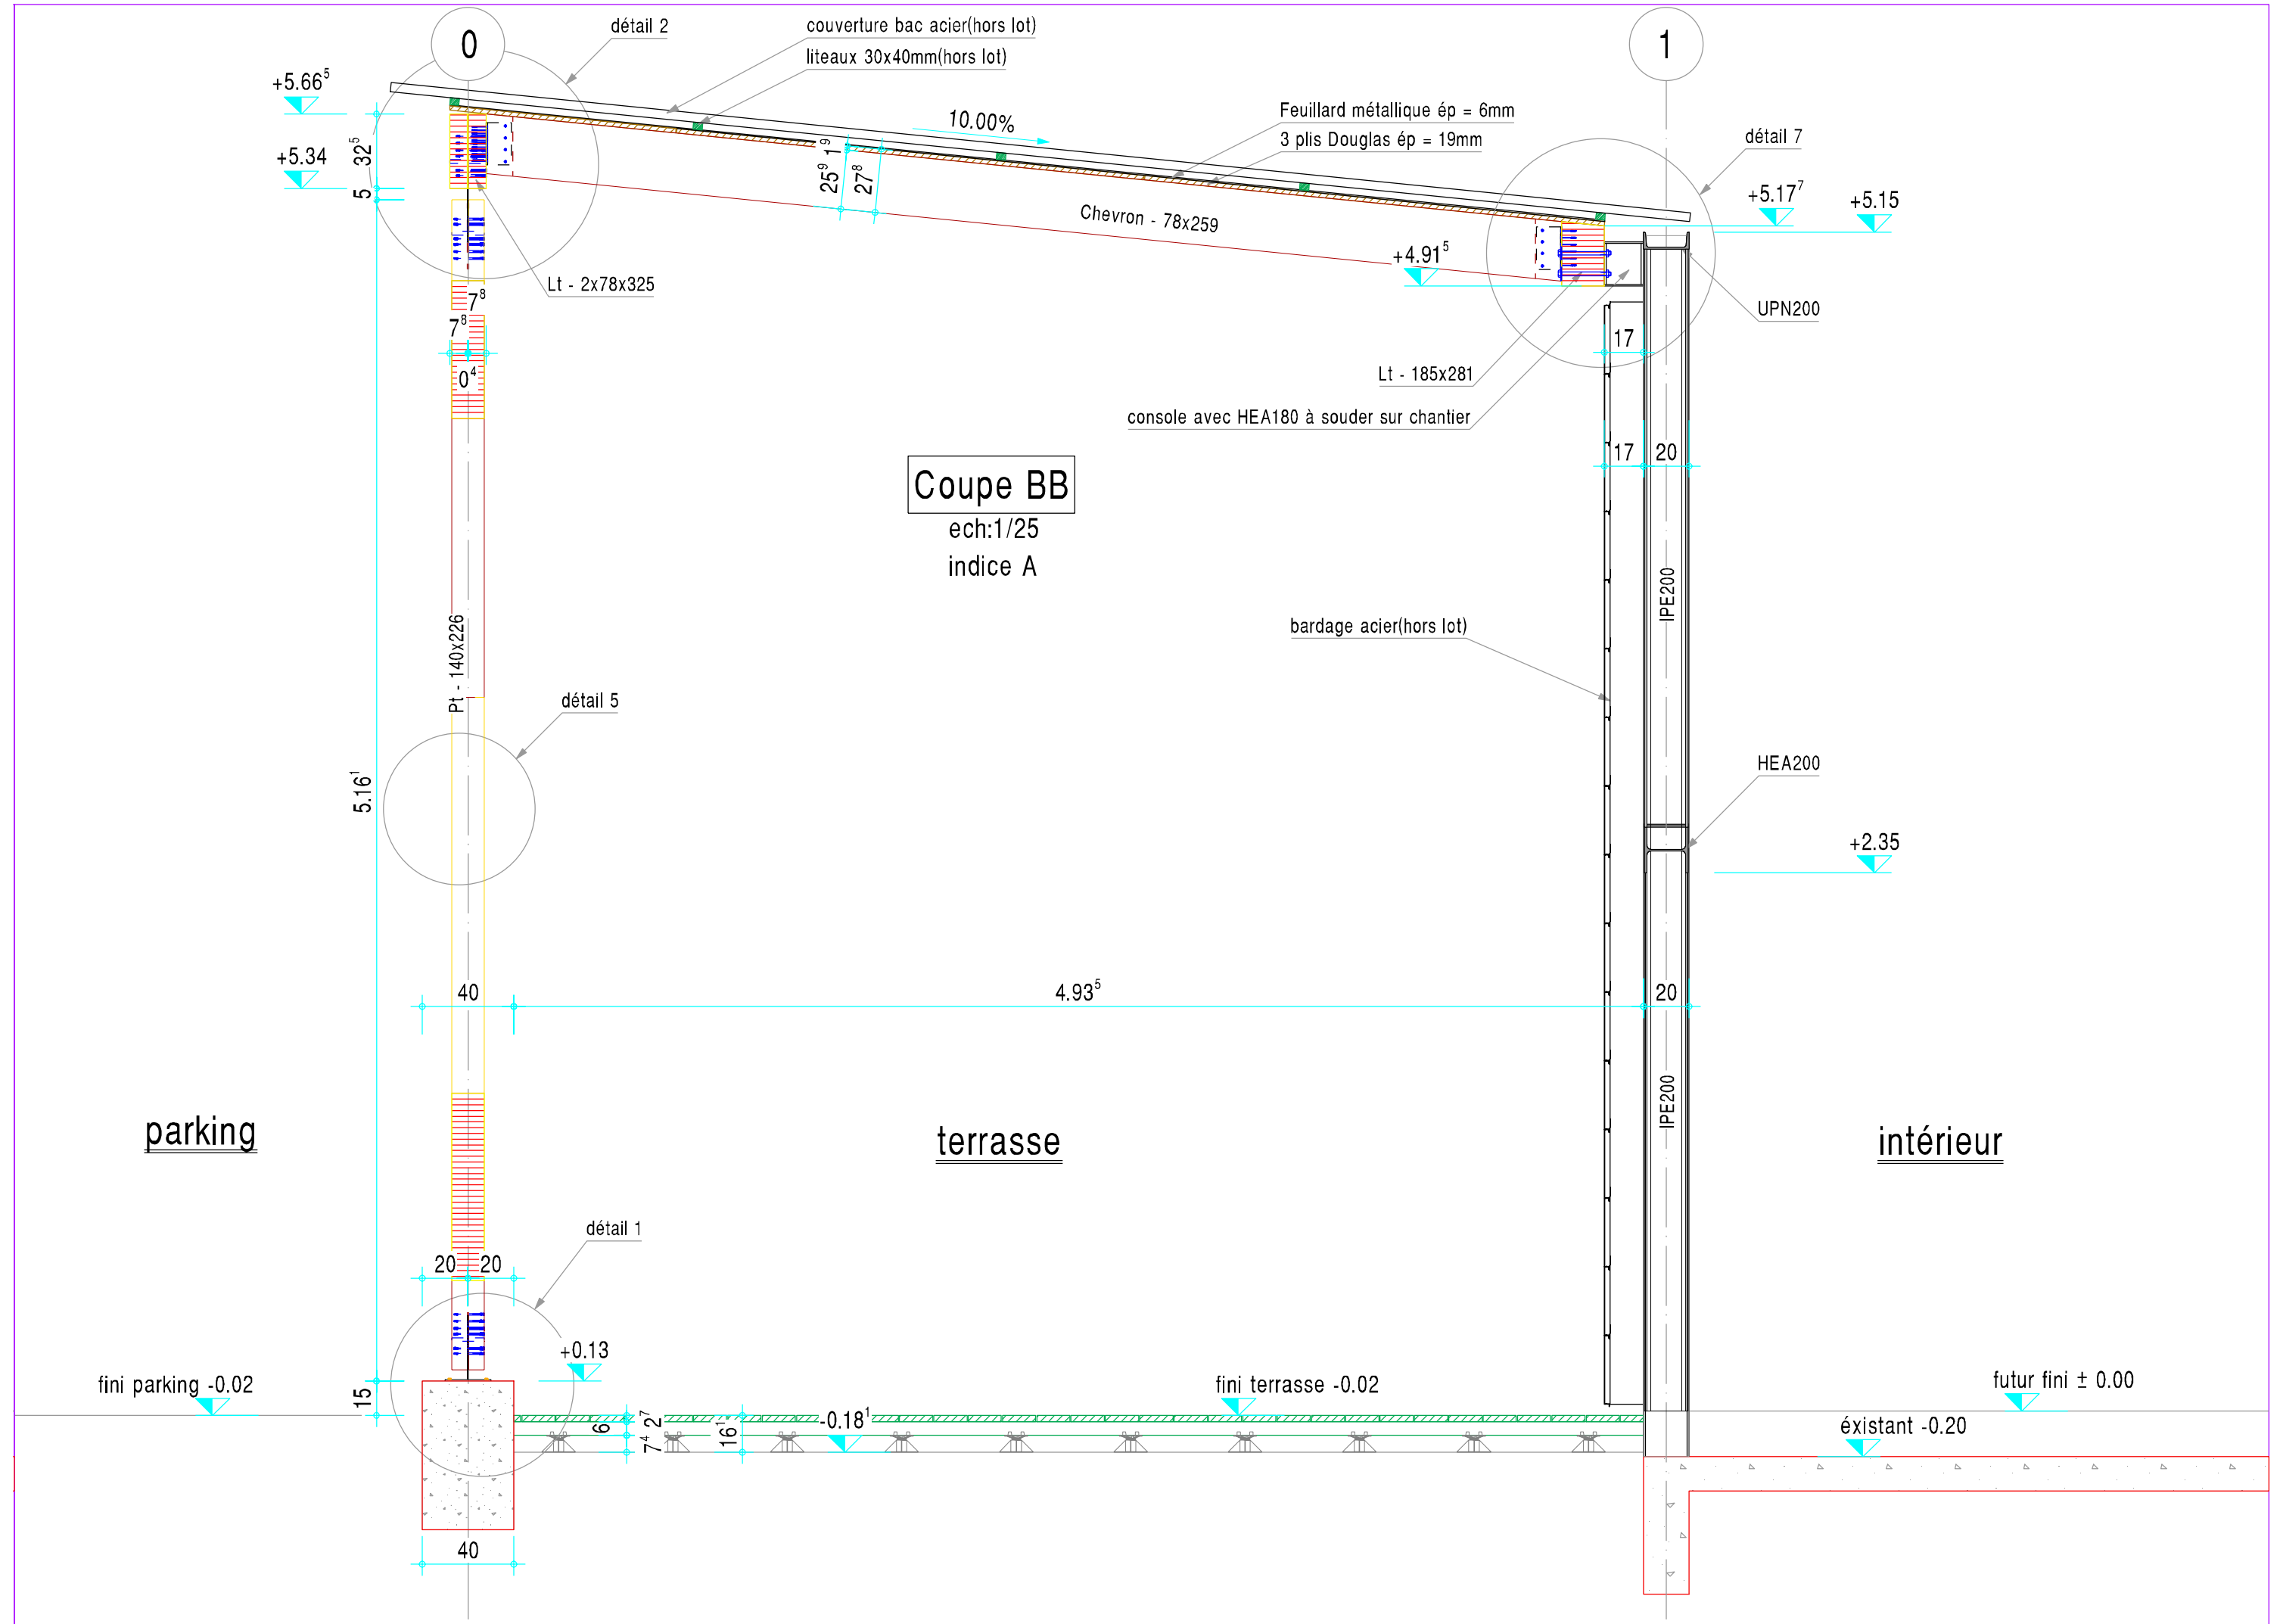 0
détail 2
couverture bac acier(hors lot)
liteaux 30x40mm(hors lot)
1
+5.66⁵
10.00%
Feuillard métallique ép = 6mm
3 plis Douglas ép = 19mm
détail 7
32⁵
+5.34
5
25⁹ 1⁹
27⁸
Chevron - 78x259
+5.17⁷
+5.15
+4.91⁵
Lt - 2x78x325
7⁸
7⁸
0⁴
UPN200
17
Lt - 185x281
console avec HEA180 à souder sur chantier
17
20
Coupe BB
ech:1/25
indice A
IPE200
bardage acier(hors lot)
Pt - 140x226
détail 5
5.16¹
HEA200
+2.35
40
4.93⁵
20
IPE200
parking
terrasse
intérieur
détail 1
20
20
+0.13
fini parking -0.02
15
fini terrasse -0.02
futur fini ± 0.00
6
7⁴ 2⁷
16¹
-0.18¹
éxistant -0.20
40